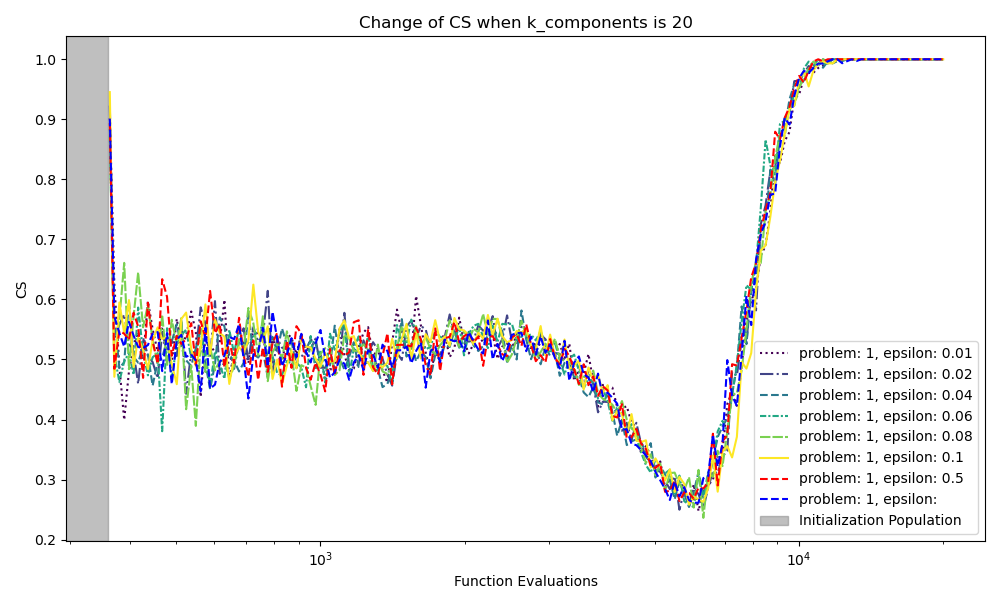 Change of CS when k_components is 20
CS
1.0
0.9
0.8
0.7
0.6
0.5
0.4
0.3
0.2
problem: 1, epsilon: 0.01
problem: 1, epsilon: 0.02
problem: 1, epsilon: 0.04
problem: 1, epsilon: 0.06
problem: 1, epsilon: 0.08
problem: 1, epsilon: 0.1
problem: 1, epsilon: 0.5
problem: 1, epsilon:
Initialization Population
10³ 10⁴
Function Evaluations